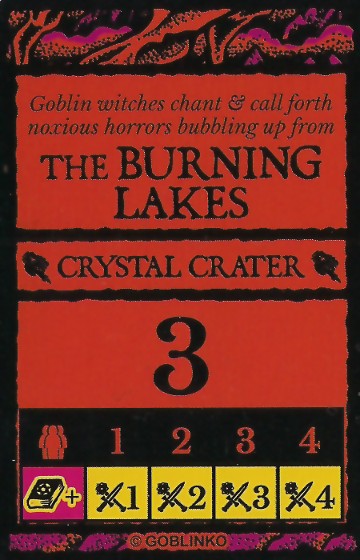 Goblin witches chant & call forth
noxious horrors bubbling up from
THE BURNING
LAKES
CRYSTAL CRATER
3
1 2 3 4
+ 1 2 3 4
© GOBLINKO